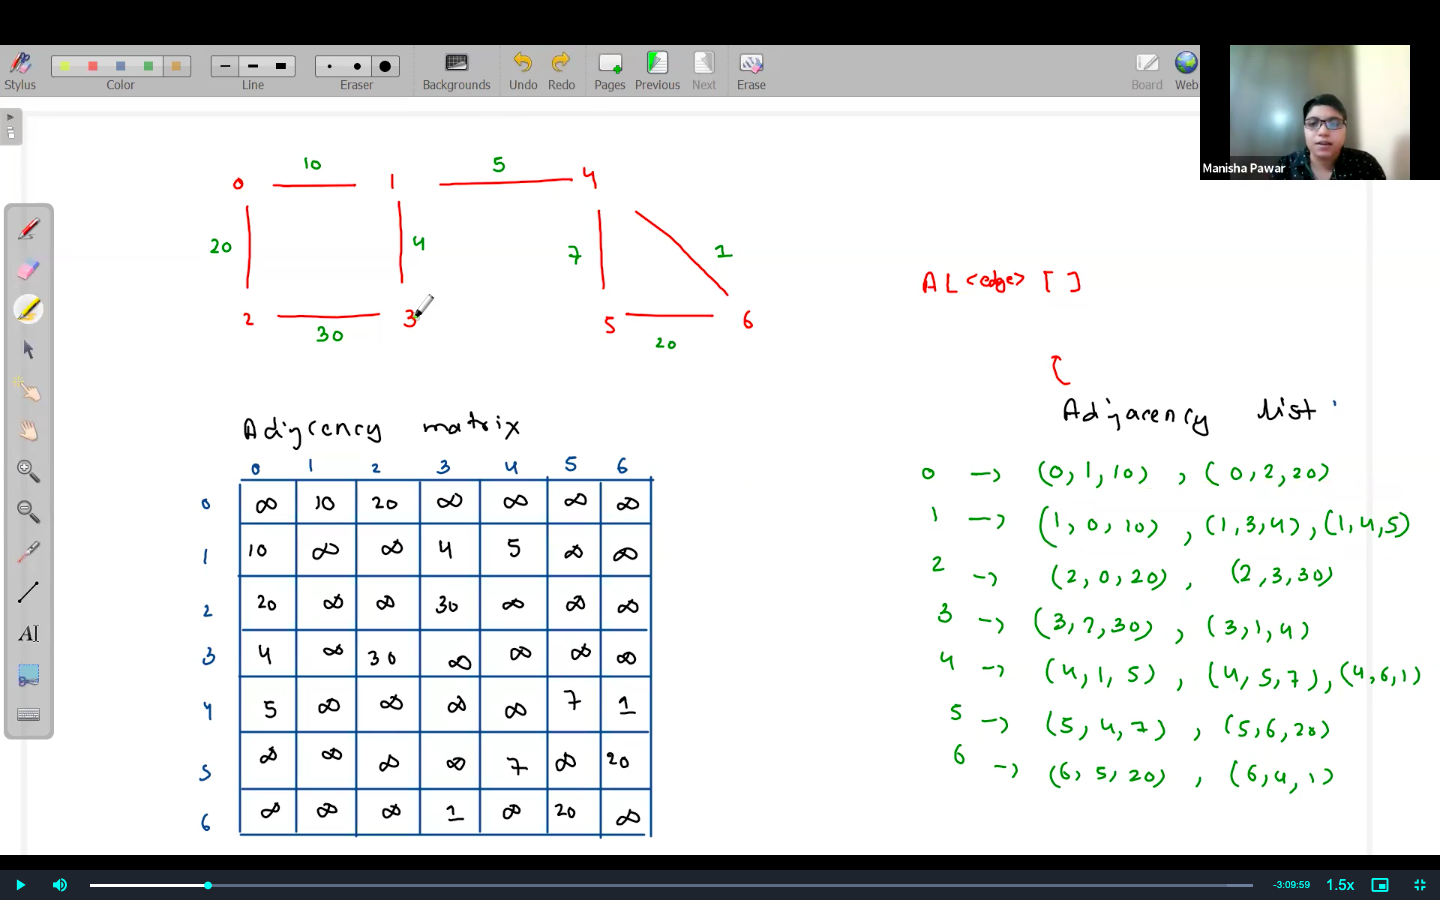 Stylus Color Line Eraser Backgrounds Undo Redo Pages Previous Next Erase Board Web
Manisha Pawar
10 5
0 1 4
20 4 7 1
2 3 5 6
30 20
AL <edge> [ ]
Adjacency list
Adjcency matrix
0 1 2 3 4 5 6
0 ∞ 10 20 ∞ ∞ ∞ ∞
1 10 ∞ ∞ 4 5 ∞ ∞
2 20 ∞ ∞ 30 ∞ ∞ ∞
3 4 ∞ 30 ∞ ∞ ∞ ∞
4 5 ∞ ∞ ∞ ∞ 7 1
5 ∞ ∞ ∞ ∞ 7 ∞ 20
6 ∞ ∞ ∞ 1 ∞ 20 ∞
0 -> (0, 1, 10) , (0, 2, 20)
1 -> (1, 0, 10) , (1, 3, 4) , (1, 4, 5)
2 -> (2, 0, 20) , (2, 3, 30)
3 -> (3, 2, 30) , (3, 1, 4)
4 -> (4, 1, 5) , (4, 5, 7) , (4, 6, 1)
5 -> (5, 4, 7) , (5, 6, 20)
6 -> (6, 5, 20) , (6, 4, 1)
AI
-3:09:59 1.5x